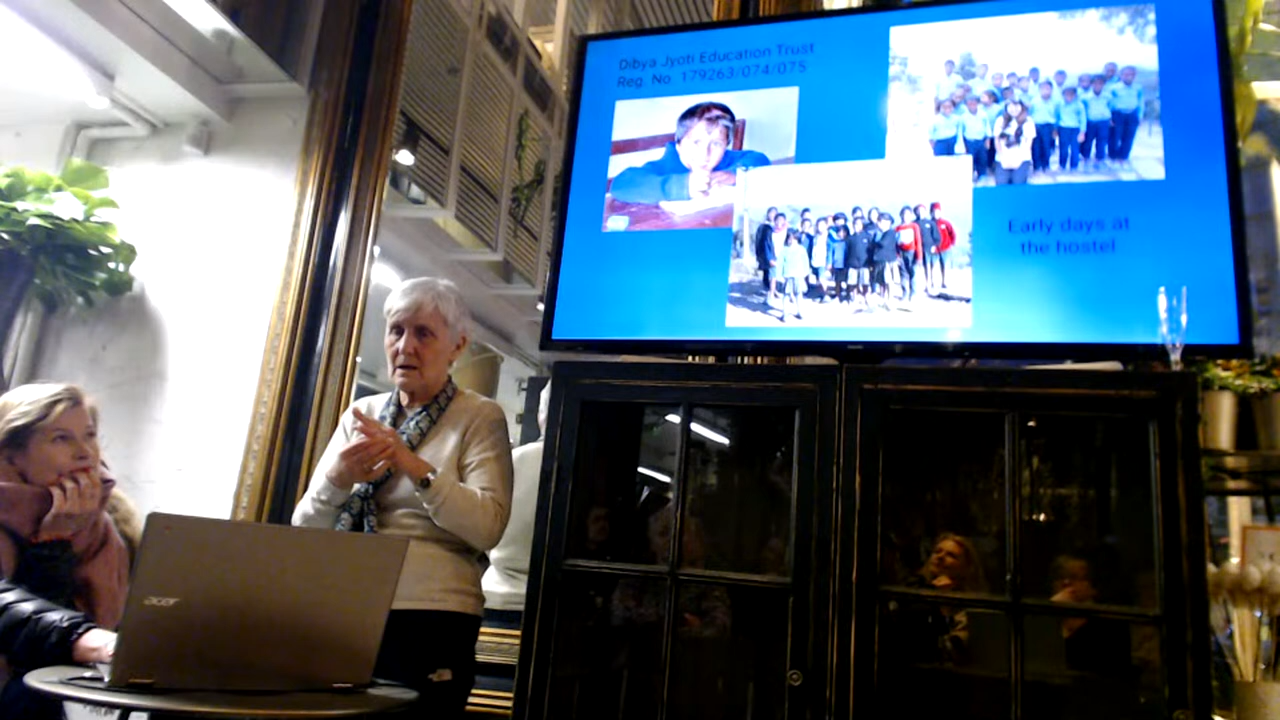 Dibya Jyoti Education Trust
Reg. No 179263/074/075
Early days at
the hostel
acer